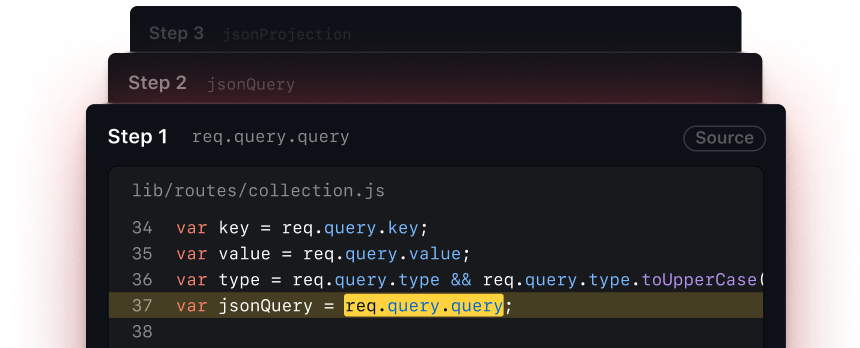 Step 3 jsonProjection
Step 2 jsonQuery
Step 1 req.query.query Source
lib/routes/collection.js
34 var key = req.query.key;
35 var value = req.query.value;
36 var type = req.query.type && req.query.type.toUpperCase(
37 var jsonQuery = req.query.query;
38